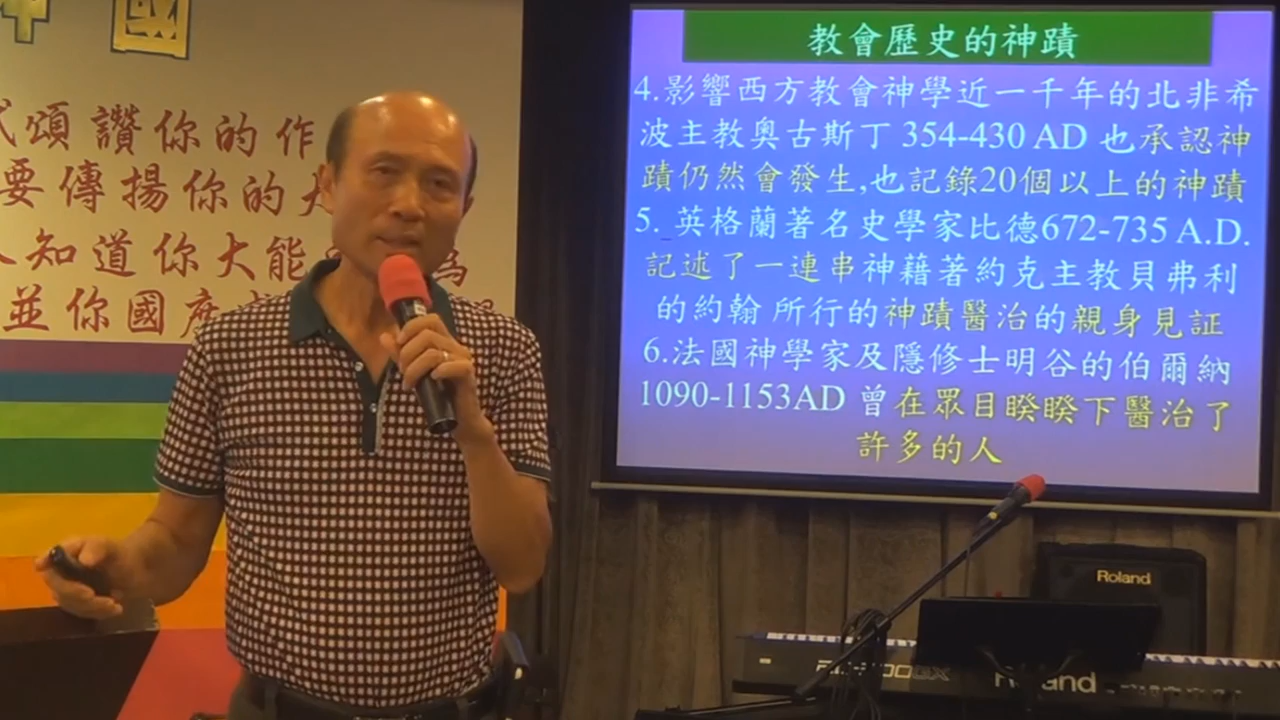 國
頌讚你的作
要傳揚你的大
知道你大能
並你國度
教會歷史的神蹟
4.影響西方教會神學近一千年的北非希
波主教奧古斯丁 354-430 AD 也承認神
蹟仍然會發生,也記錄20個以上的神蹟
5. 英格蘭著名史學家比德672-735 A.D.
記述了一連串神藉著約克主教貝弗利
的約翰 所行的神蹟醫治的親身見証
6.法國神學家及隱修士明谷的伯爾納
1090-1153AD 曾在眾目睽睽下醫治了
許多的人
Roland
Roland